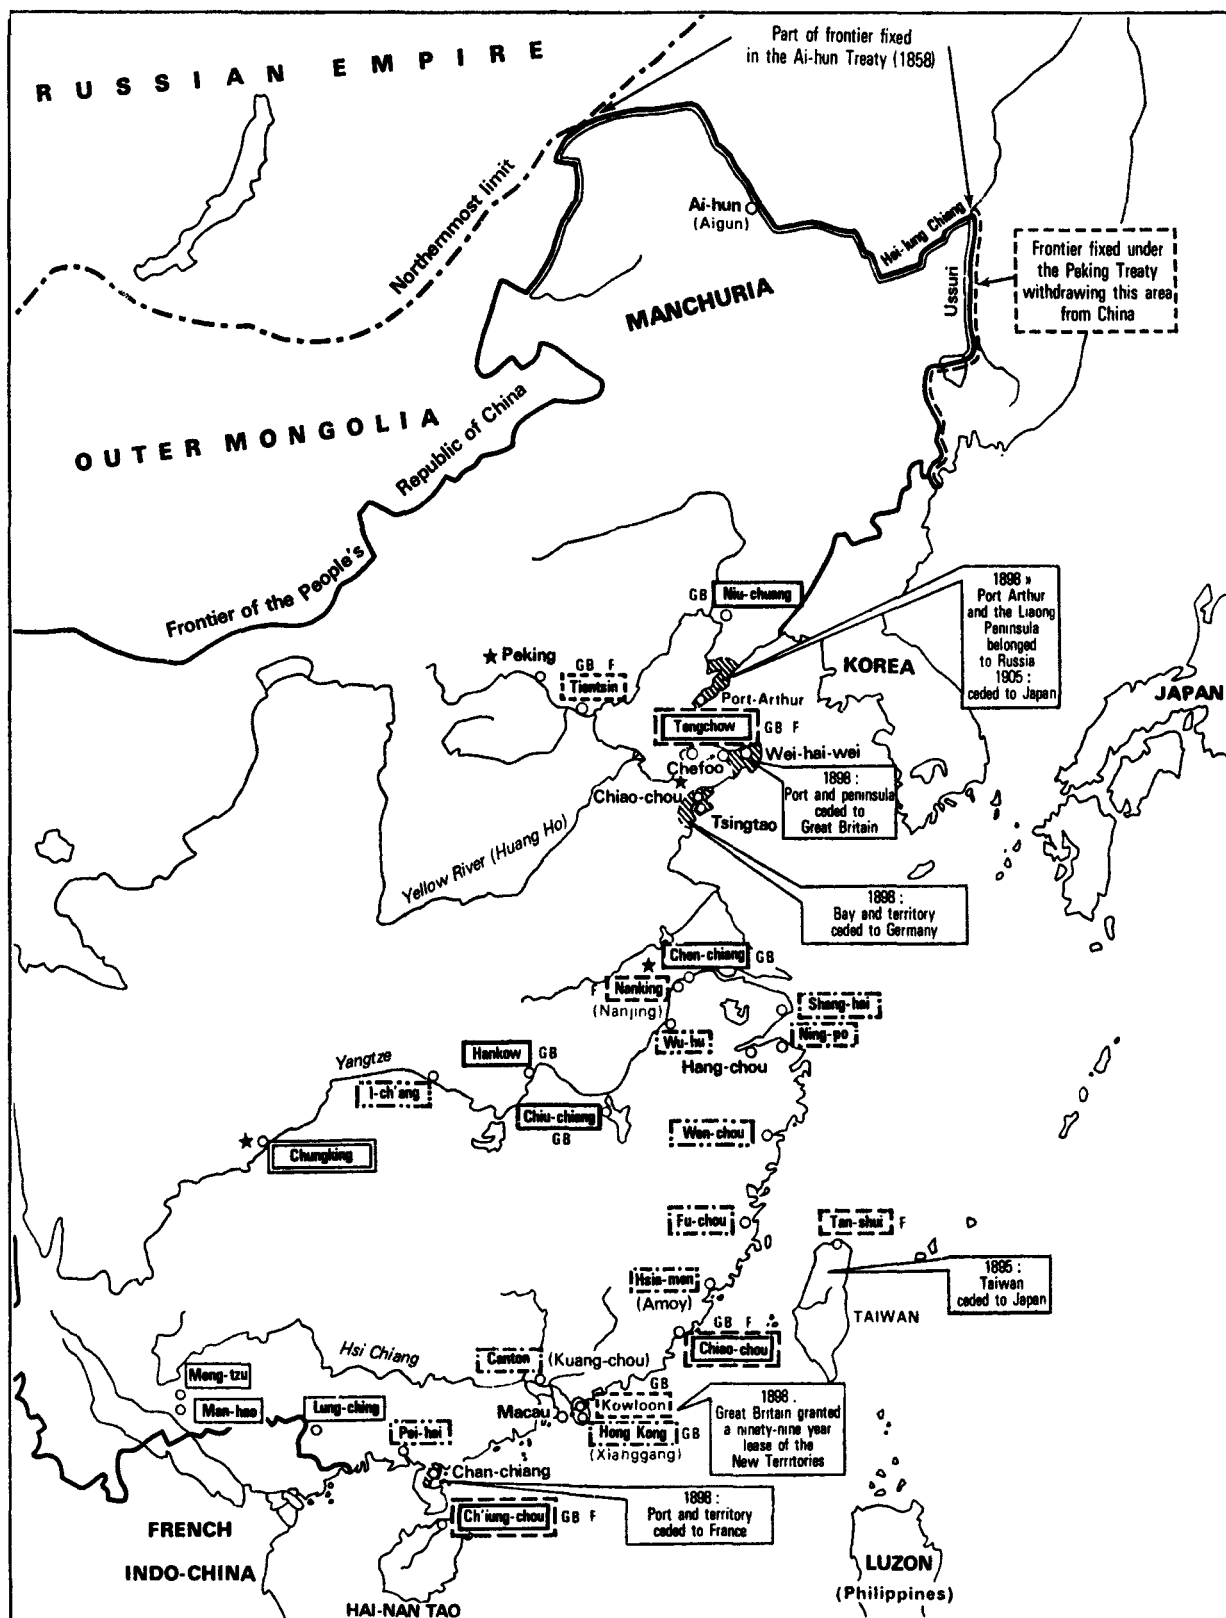 Part of frontier fixed
in the Ai-hun Treaty (1858)
RUSSIAN EMPIRE
Northernmost limit
Ai-hun
(Aigun)
Hei-lung Chiang
Ussuri
Frontier fixed under
the Peking Treaty
withdrawing this area
from China
MANCHURIA
OUTER MONGOLIA
Frontier of the People's
Republic of China
GB Niu-chuang
1898 »
Port Arthur
and the Liaong
Peninsula
belonged
to Russia
1905 :
ceded to Japan
KOREA
JAPAN
★ Peking
GB F
Tientsin
Port-Arthur
Tengchow GB F
Wei-hai-wei
Chefoo
★
Chiao-chou
Tsingtao
1898 :
Port and peninsula
ceded to
Great Britain
Yellow River (Huang Ho)
1898 :
Bay and territory
ceded to Germany
Chen-chiang GB
★
F Nanking
(Nanjing)
Shang-hai
Ning-po
Wu-hu
Hang-chou
Yangtze
Hankow GB
I-ch'ang
Chiu-chiang
GB
Wen-chou
★
Chungking
Fu-chou
Tan-shui F
Hsia-men
(Amoy)
1895 :
Taiwan
ceded to Japan
TAIWAN
GB F
Chiao-chou
Hsi Chiang
Canton (Kuang-chou)
Meng-tzu
Man-hao
Lung-ching
Pei-hai
Macau
GB
Kowloon
Hong Kong GB
(Xianggang)
1898 :
Great Britain granted
a ninety-nine year
lease of the
New Territories
Chan-chiang
1898 :
Port and territory
ceded to France
Ch'iung-chou GB F
FRENCH
INDO-CHINA
HAI-NAN TAO
LUZON
(Philippines)